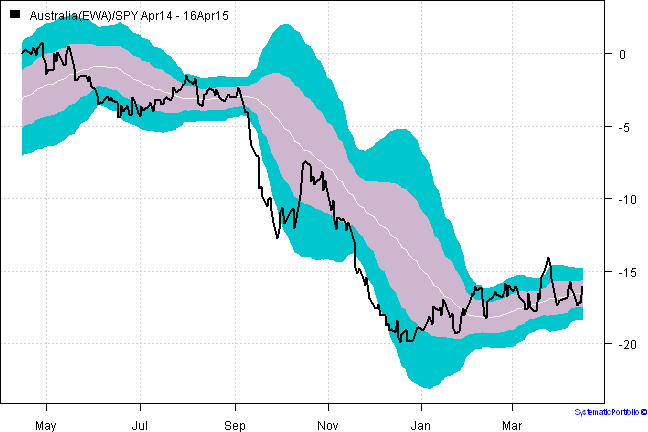 Australia(EWA)/SPY Apr14 - 16Apr15
0
-5
-10
-15
-20
May Jul Sep Nov Jan Mar
SystematicPortfolio ©